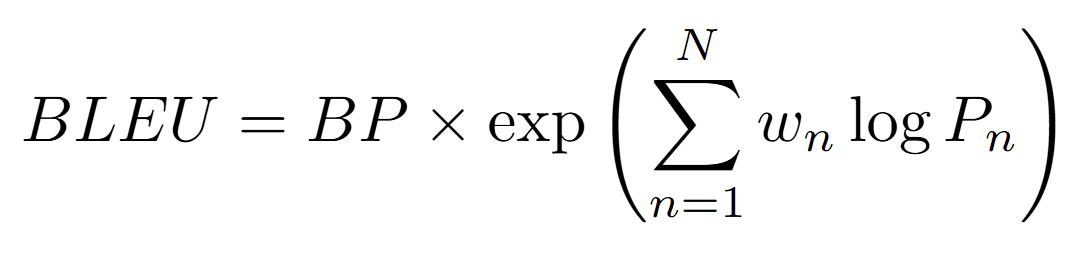 BLEU = BP × exp ( ∑_{n=1}^{N} w_n log P_n )